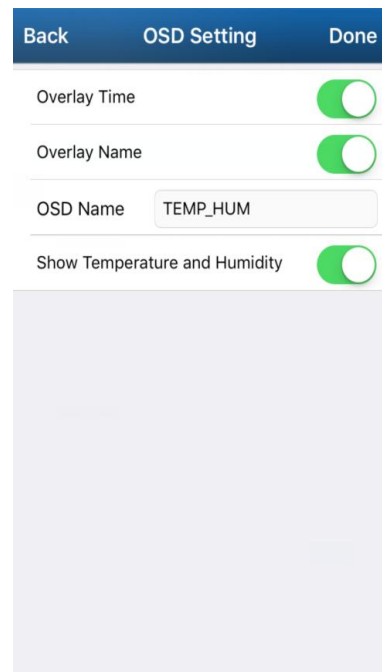 Back OSD Setting Done
Overlay Time
Overlay Name
OSD Name TEMP_HUM
Show Temperature and Humidity